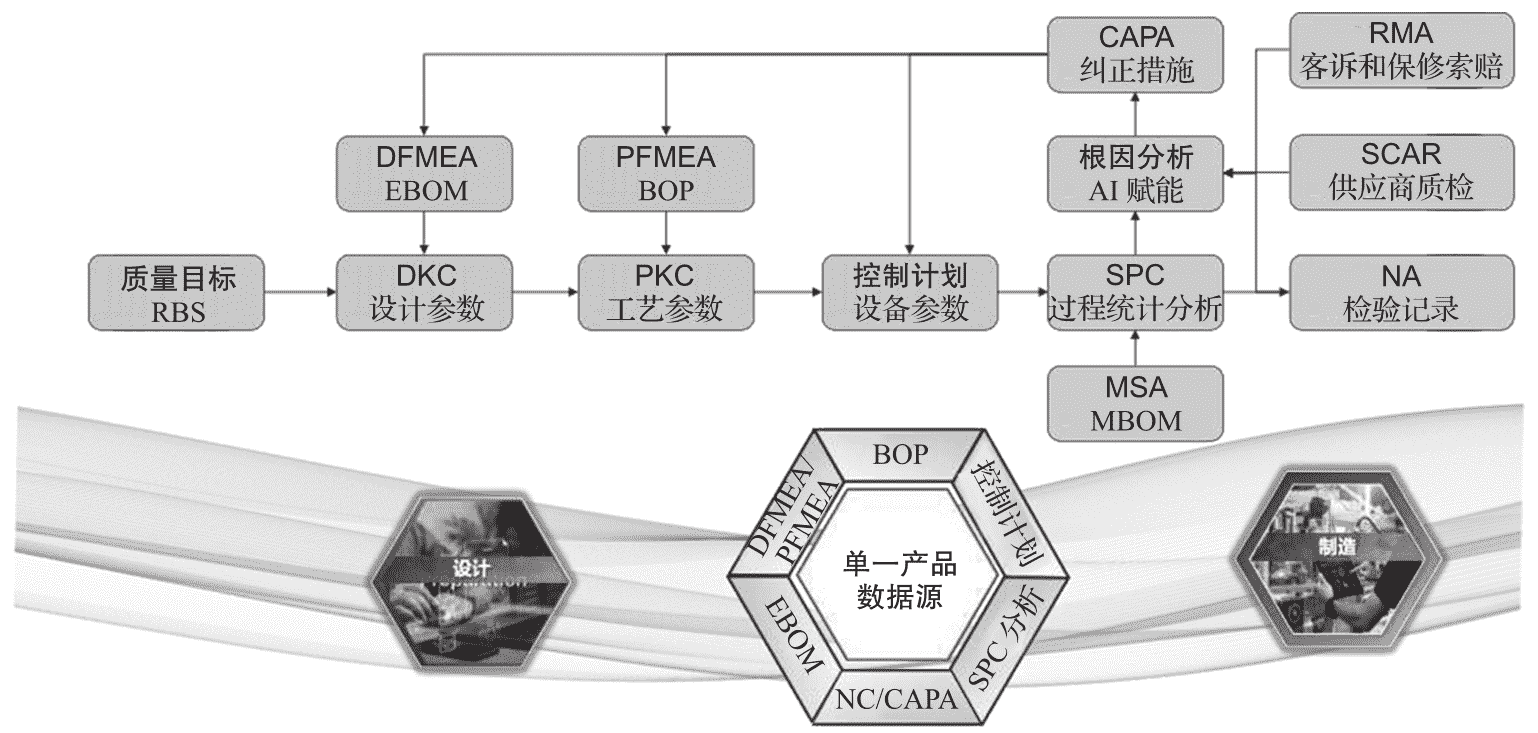 CAPA
纠正措施
RMA
客诉和保修索赔
DFMEA
EBOM
PFMEA
BOP
根因分析
AI 赋能
SCAR
供应商质检
质量目标
RBS
DKC
设计参数
PKC
工艺参数
控制计划
设备参数
SPC
过程统计分析
NA
检验记录
MSA
MBOM
BOP
DFMEA/
PFMEA
控制计划
单一产品
数据源
EBOM
SPC 分析
NC/CAPA
设计
制造